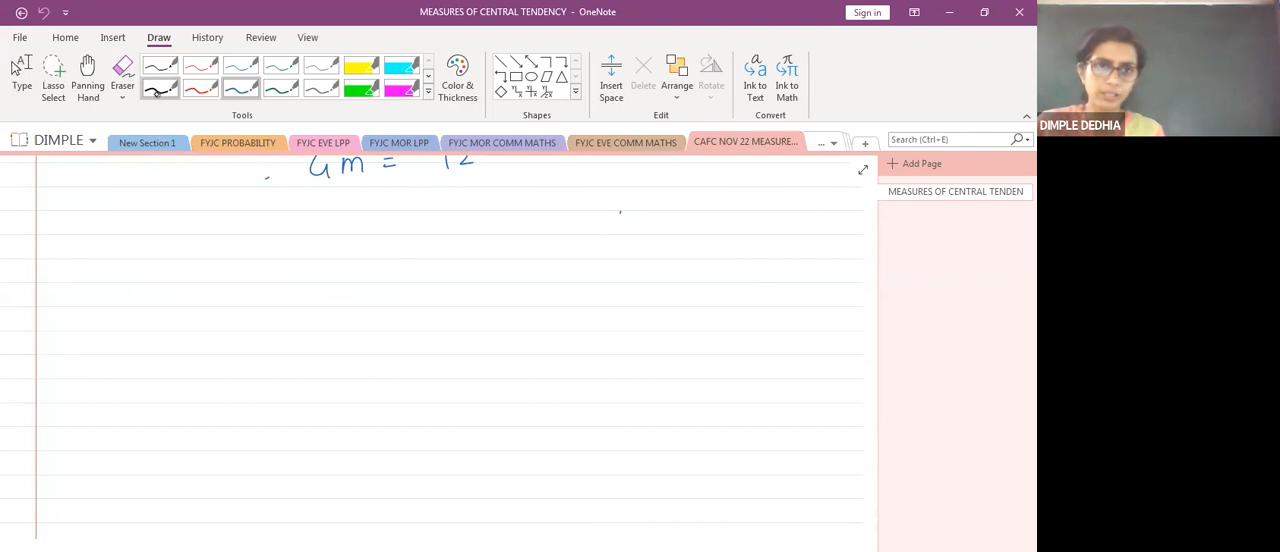 MEASURES OF CENTRAL TENDENCY - OneNote
Sign in
File Home Insert Draw History Review View
Type
Lasso Select
Panning Hand
Eraser
Color & Thickness
Insert Space
Delete
Arrange
Rotate
Ink to Text
Ink to Math
Tools
Shapes
Edit
Convert
DIMPLE
New Section 1
FYJC PROBABILITY
FYJC EVE LPP
FYJC MOR LPP
FYJC MOR COMM MATHS
FYJC EVE COMM MATHS
CAFC NOV 22 MEASURE...
...
Search (Ctrl+E)
Add Page
MEASURES OF CENTRAL TENDEN
GM = 12
DIMPLE DEDHIA